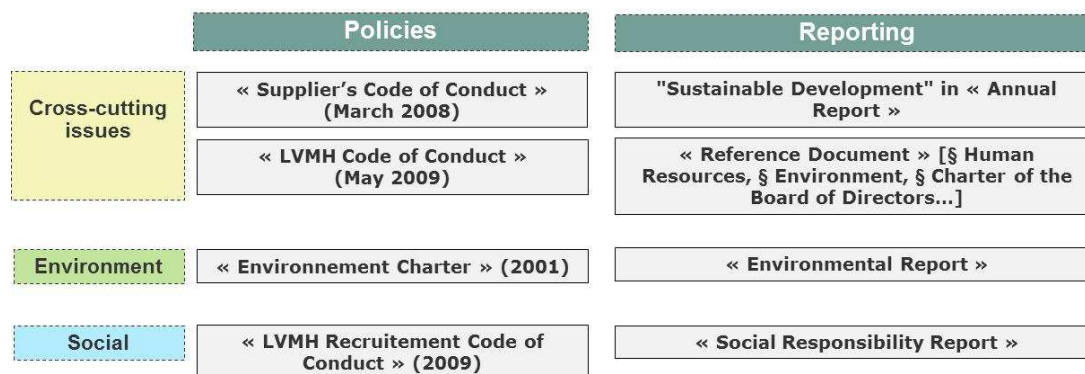 Policies
Reporting
Cross-cutting
issues
« Supplier’s Code of Conduct »
(March 2008)
"Sustainable Development" in « Annual
Report »
« LVMH Code of Conduct »
(May 2009)
« Reference Document » [§ Human
Resources, § Environment, § Charter of the
Board of Directors...]
Environment
« Environnement Charter » (2001)
« Environmental Report »
Social
« LVMH Recruitement Code of
Conduct » (2009)
« Social Responsibility Report »